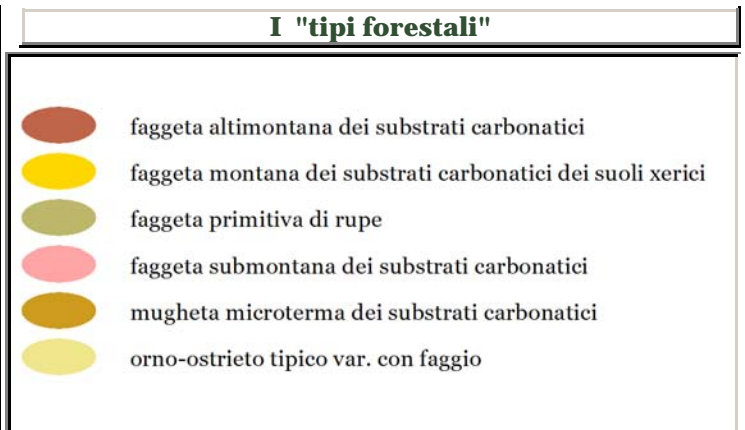 I "tipi forestali"
faggeta altimontana dei substrati carbonatici
faggeta montana dei substrati carbonatici dei suoli xerici
faggeta primitiva di rupe
faggeta submontana dei substrati carbonatici
mugheta microterma dei substrati carbonatici
orno-ostrieto tipico var. con faggio